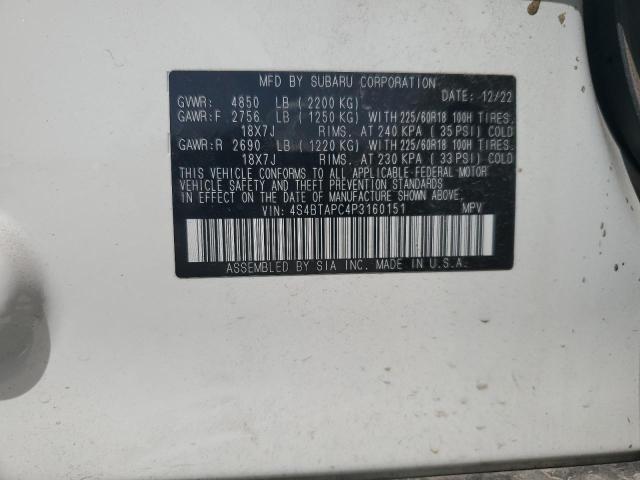 MFD BY SUBARU CORPORATION DATE: 12/22
GVWR: 4850 LB (2200 KG)
GAWR:F 2756 LB (1250 KG) WITH 225/60R18 100H TIRES.
18X7J RIMS. AT 240 KPA (35 PSI) COLD
GAWR:R 2690 LB (1220 KG) WITH 225/60R18 100H TIRES.
18X7J RIMS. AT 230 KPA (33 PSI) COLD
THIS VEHICLE CONFORMS TO ALL APPLICABLE FEDERAL MOTOR
VEHICLE SAFETY AND THEFT PREVENTION STANDARDS
IN EFFECT ON THE DATE OF MANUFACTURE SHOWN ABOVE.
VIN: 4S4BTAPC4P3160151 MPV
ASSEMBLED BY SIA INC. MADE IN U.S.A.